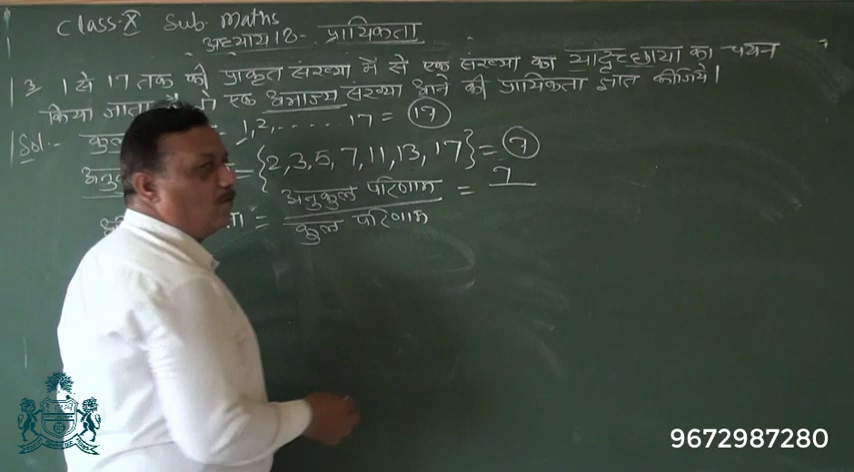 Class-X Sub. Maths
अध्याय 18- प्रायिकता
3 1 से 17 तक की प्राकृत संख्या में से एक संख्या का यादृच्छया का चयन
किया जाता एक अभाज्य संख्या आने की प्रायिकता ज्ञात कीजिये।
Sol.- कुल 1,2,...... 17 = 17
= {2,3,5,7,11,13,17} = 7
= अनुकुल परिणाम = 7
कुल परिणाम
9672987280